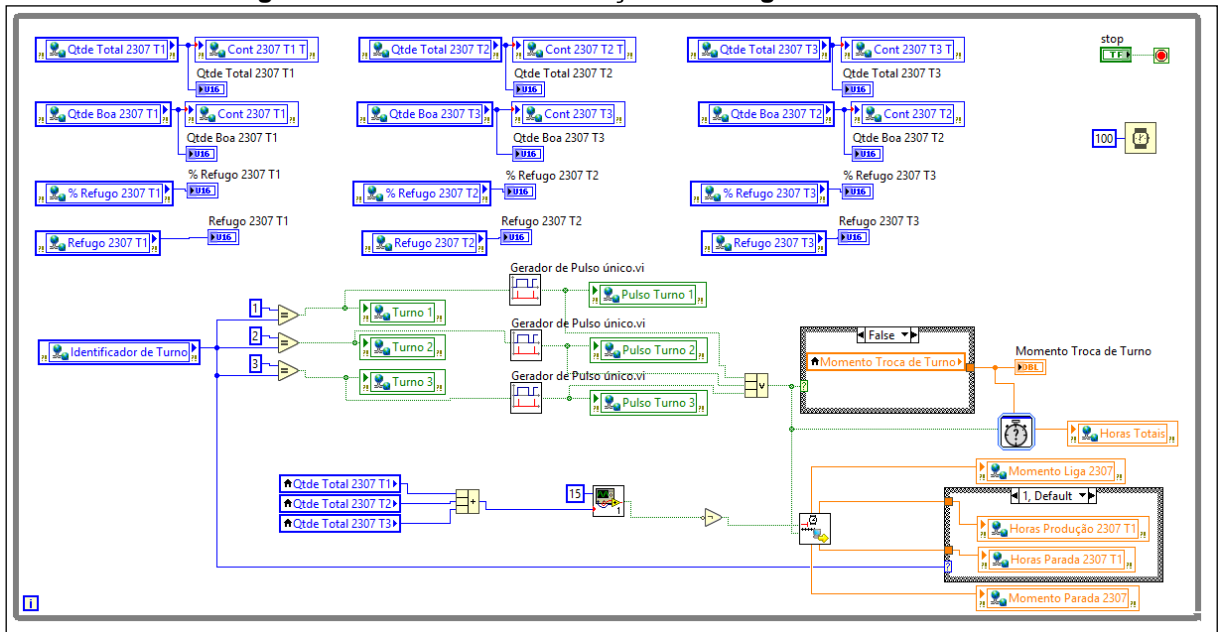 Qtde Total 2307 T1
Cont 2307 T1 T
Qtde Total 2307 T1
U16
Qtde Total 2307 T2
Cont 2307 T2 T
Qtde Total 2307 T2
U16
Qtde Total 2307 T3
Cont 2307 T3 T
Qtde Total 2307 T3
U16
stop
TF
Qtde Boa 2307 T1
Cont 2307 T1
Qtde Boa 2307 T1
U16
Qtde Boa 2307 T3
Cont 2307 T3
Qtde Boa 2307 T3
U16
Qtde Boa 2307 T2
Cont 2307 T2
Qtde Boa 2307 T2
U16
100
% Refugo 2307 T1
% Refugo 2307 T1
U16
% Refugo 2307 T2
% Refugo 2307 T2
U16
% Refugo 2307 T3
% Refugo 2307 T3
U16
Refugo 2307 T1
Refugo 2307 T1
U16
Refugo 2307 T2
Refugo 2307 T2
U16
Refugo 2307 T3
Refugo 2307 T3
U16
Identificador de Turno
1
=
Turno 1
2
=
Turno 2
3
=
Turno 3
Gerador de Pulso único.vi
Pulso Turno 1
Gerador de Pulso único.vi
Pulso Turno 2
Gerador de Pulso único.vi
Pulso Turno 3
v
False
Momento Troca de Turno
?
Momento Troca de Turno
DBL
?
Horas Totais
Qtde Total 2307 T1
Qtde Total 2307 T2
Qtde Total 2307 T3
+
15
1
Momento Liga 2307
1, Default
Horas Produção 2307 T1
Horas Parada 2307 T1
?
Momento Parada 2307
i